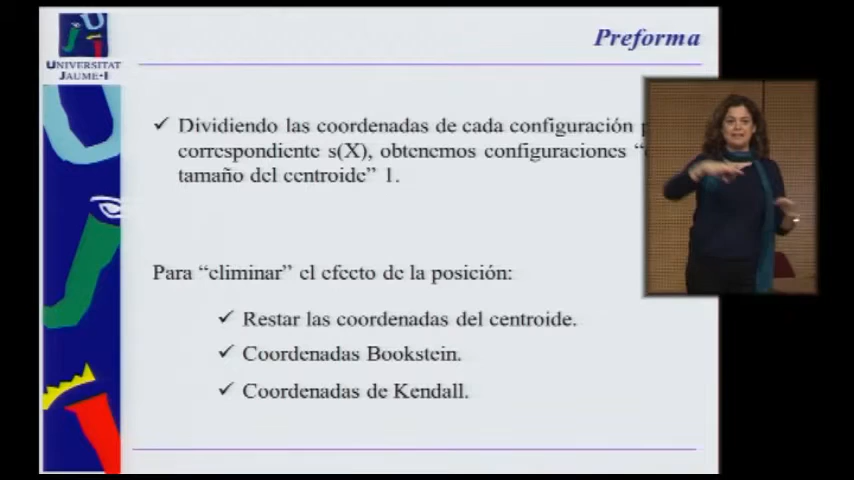 Preforma
UNIVERSITAT
JAUME•I
✓ Dividiendo las coordenadas de cada configuración
correspondiente s(X), obtenemos configuraciones
tamaño del centroide” 1.
Para “eliminar” el efecto de la posición:
✓ Restar las coordenadas del centroide.
✓ Coordenadas Bookstein.
✓ Coordenadas de Kendall.